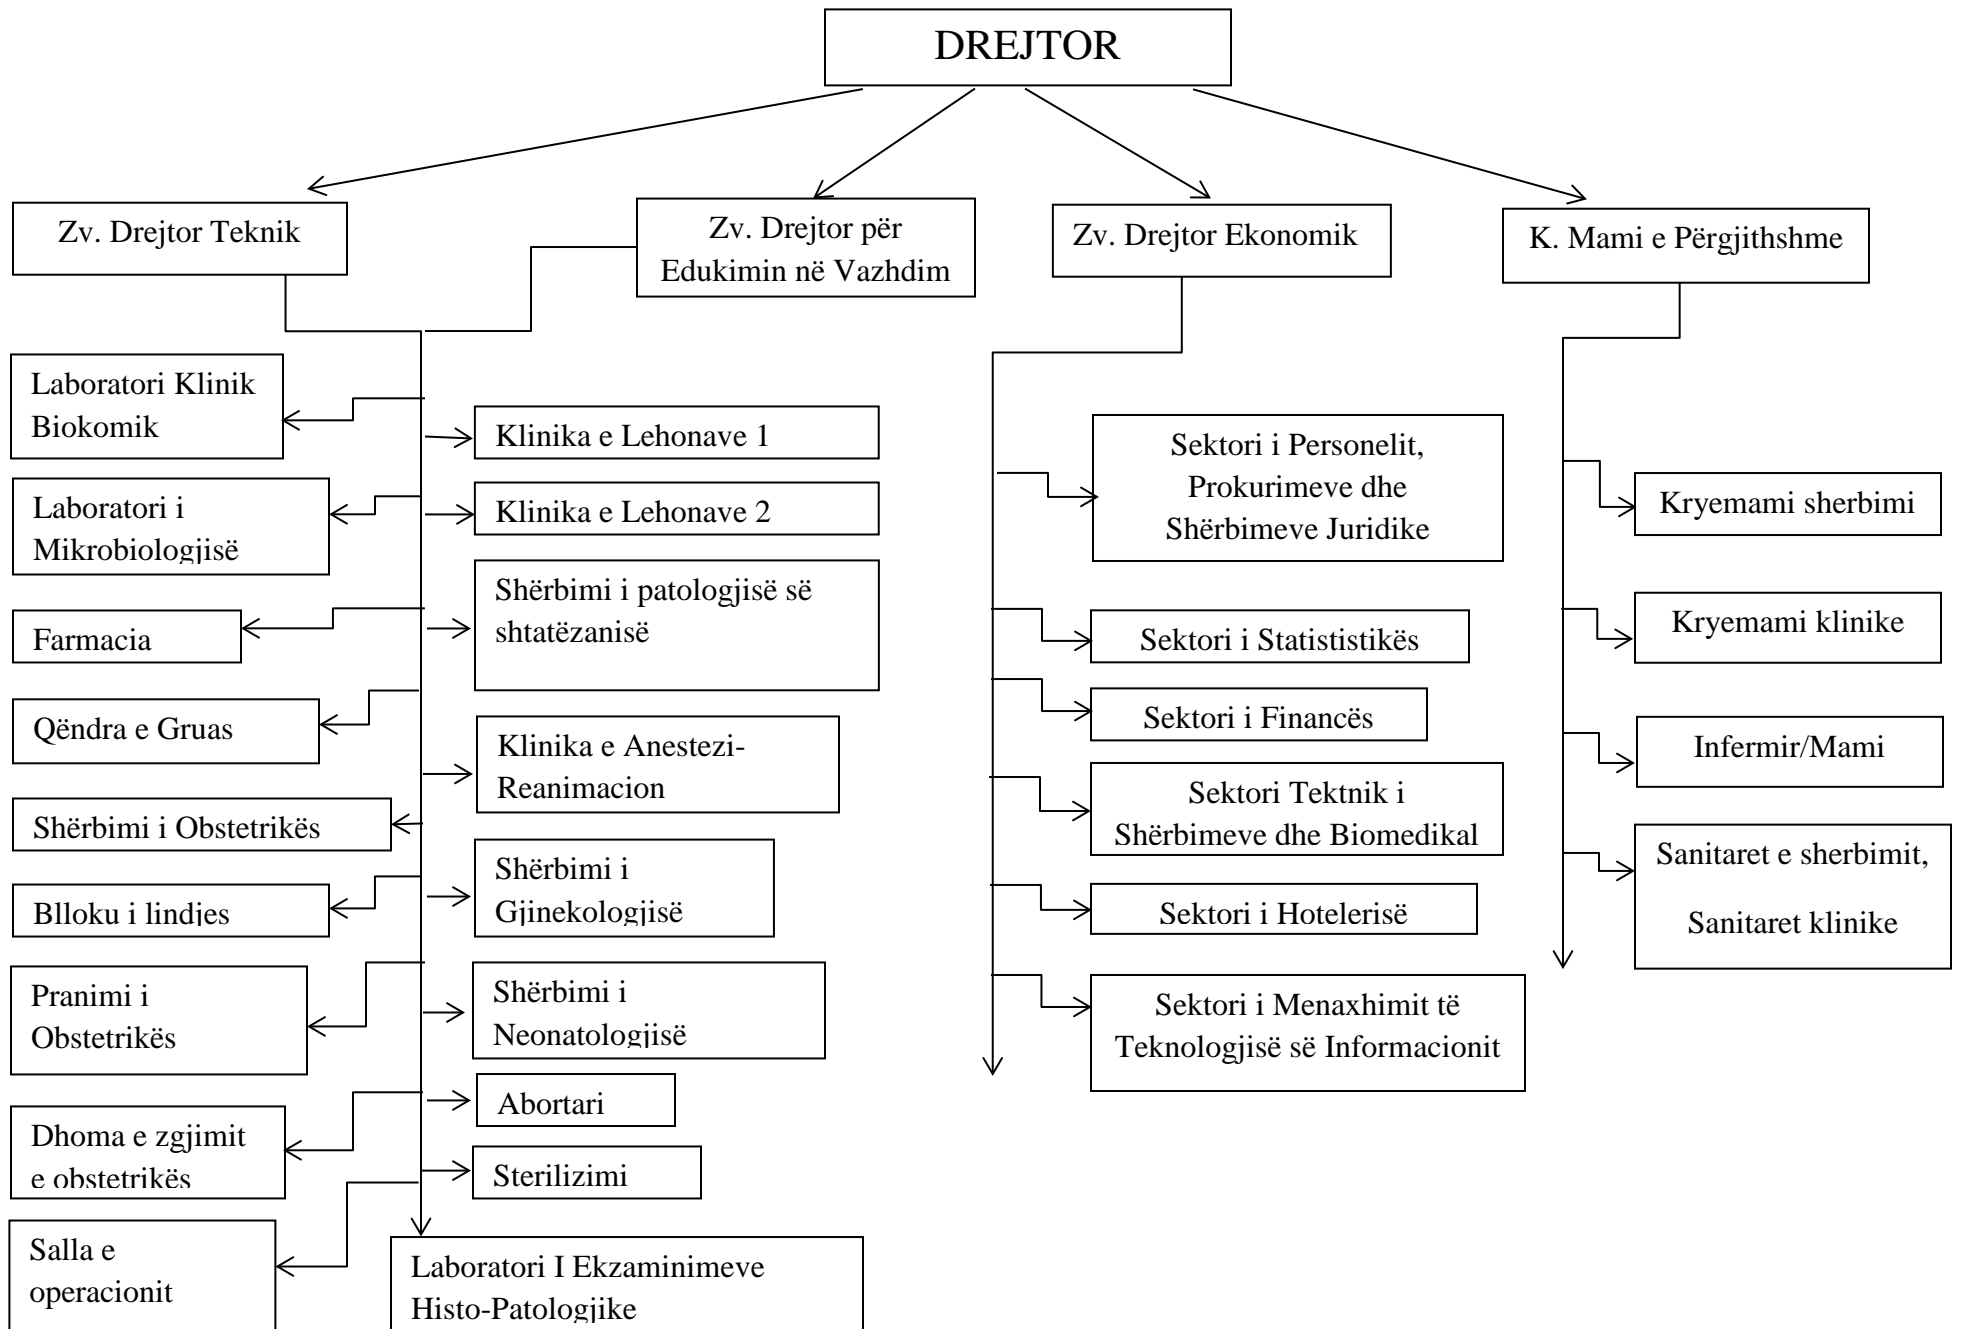 DREJTOR
Zv. Drejtor Teknik
Zv. Drejtor për
Edukimin në Vazhdim
Zv. Drejtor Ekonomik
K. Mami e Përgjithshme
Laboratori Klinik
Biokomik
Laboratori i
Mikrobiologjisë
Farmacia
Qëndra e Gruas
Shërbimi i Obstetrikës
Blloku i lindjes
Pranimi i
Obstetrikës
Dhoma e zgjimit
e obstetrikës
Salla e
operacionit
Klinika e Lehonave 1
Klinika e Lehonave 2
Shërbimi i patologjisë së
shtatëzanisë
Klinika e Anestezi-
Reanimacion
Shërbimi i
Gjinekologjisë
Shërbimi i
Neonatologjisë
Abortari
Sterilizimi
Laboratori I Ekzaminimeve
Histo-Patologjike
Sektori i Personelit,
Prokurimeve dhe
Shërbimeve Juridike
Sektori i Statististikës
Sektori i Financës
Sektori Tektnik i
Shërbimeve dhe Biomedikal
Sektori i Hotelerisë
Sektori i Menaxhimit të
Teknologjisë së Informacionit
Kryemami sherbimi
Kryemami klinike
Infermir/Mami
Sanitaret e sherbimit,
Sanitaret klinike